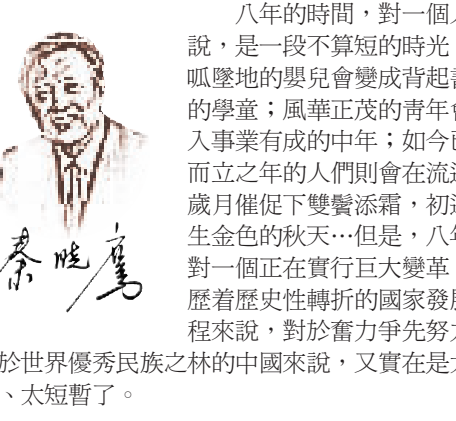 八年的時間，對一個
說，是一段不算短的時光
呱墜地的嬰兒會變成背起
的學童；風華正茂的靑年
入事業有成的中年；如今
而立之年的人們則會在流
歲月催促下雙鬢添霜，初
生金色的秋天…但是，八年
對一個正在實行巨大變革
歷着歷史性轉折的國家發
程來說，對於奮力爭先努力
秦曉鷹
於世界優秀民族之林的中國來說，又實在是太
、太短暫了。